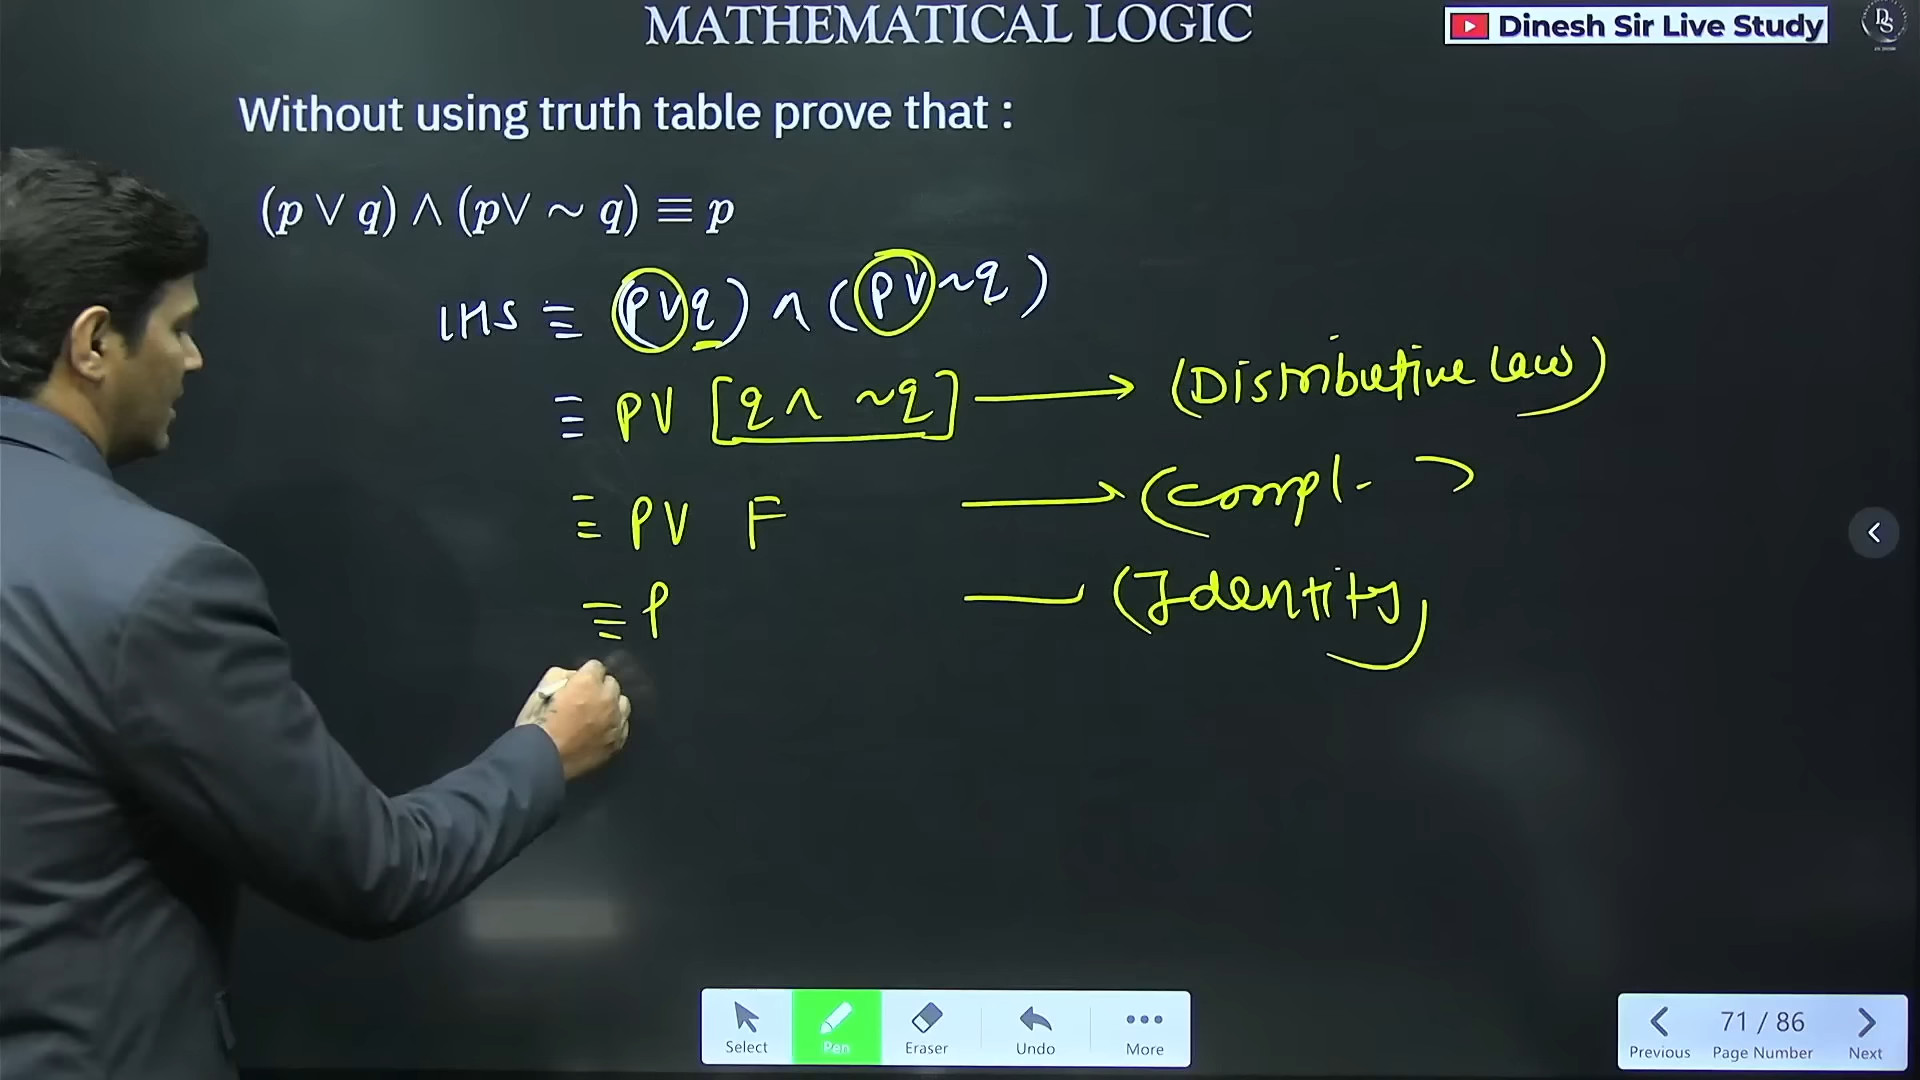 MATHEMATICAL LOGIC
Dinesh Sir Live Study
DS
Without using truth table prove that :
(p ∨ q) ∧ (p∨ ∼ q) ≡ p
LHS ≡ (p∨q) ∧ (p∨~q)
≡ p∨ [q∧ ~q] ⟶ (Distributive Law)
≡ p∨ F ⟶ (compl. )
≡ p — (Identity)
Select
Pen
Eraser
Undo
More
71 / 86
Previous
Page Number
Next